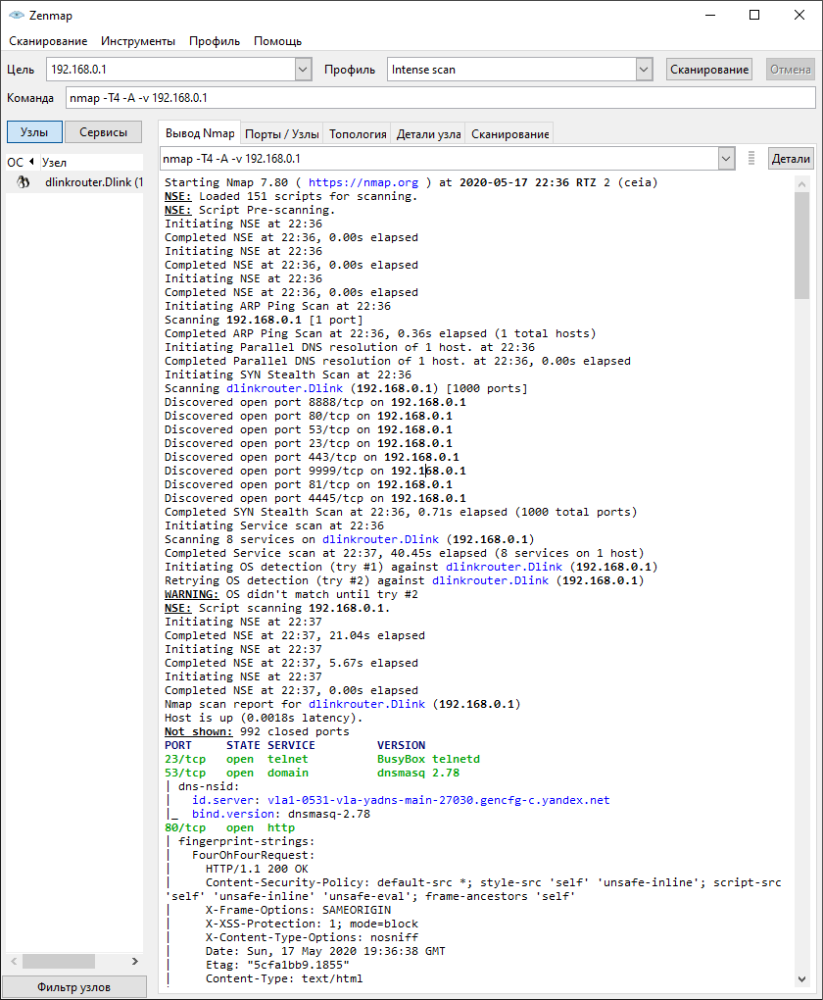 Zenmap
Сканирование Инструменты Профиль Помощь
Цель 192.168.0.1 Профиль Intense scan Сканирование Отмена
Команда nmap -T4 -A -v 192.168.0.1
Узлы Сервисы
ОС Узел
dlinkrouter.Dlink (1
Фильтр узлов
Вывод Nmap Порты / Узлы Топология Детали узла Сканирование
nmap -T4 -A -v 192.168.0.1 Детали
Starting Nmap 7.80 ( https://nmap.org ) at 2020-05-17 22:36 RTZ 2 (ceia)
NSE: Loaded 151 scripts for scanning.
NSE: Script Pre-scanning.
Initiating NSE at 22:36
Completed NSE at 22:36, 0.00s elapsed
Initiating NSE at 22:36
Completed NSE at 22:36, 0.00s elapsed
Initiating NSE at 22:36
Completed NSE at 22:36, 0.00s elapsed
Initiating ARP Ping Scan at 22:36
Scanning 192.168.0.1 [1 port]
Completed ARP Ping Scan at 22:36, 0.36s elapsed (1 total hosts)
Initiating Parallel DNS resolution of 1 host. at 22:36
Completed Parallel DNS resolution of 1 host. at 22:36, 0.00s elapsed
Initiating SYN Stealth Scan at 22:36
Scanning dlinkrouter.Dlink (192.168.0.1) [1000 ports]
Discovered open port 8888/tcp on 192.168.0.1
Discovered open port 80/tcp on 192.168.0.1
Discovered open port 53/tcp on 192.168.0.1
Discovered open port 23/tcp on 192.168.0.1
Discovered open port 443/tcp on 192.168.0.1
Discovered open port 9999/tcp on 192.168.0.1
Discovered open port 81/tcp on 192.168.0.1
Discovered open port 4445/tcp on 192.168.0.1
Completed SYN Stealth Scan at 22:36, 0.71s elapsed (1000 total ports)
Initiating Service scan at 22:36
Scanning 8 services on dlinkrouter.Dlink (192.168.0.1)
Completed Service scan at 22:37, 40.45s elapsed (8 services on 1 host)
Initiating OS detection (try #1) against dlinkrouter.Dlink (192.168.0.1)
Retrying OS detection (try #2) against dlinkrouter.Dlink (192.168.0.1)
WARNING: OS didn't match until try #2
NSE: Script scanning 192.168.0.1.
Initiating NSE at 22:37
Completed NSE at 22:37, 21.04s elapsed
Initiating NSE at 22:37
Completed NSE at 22:37, 5.67s elapsed
Initiating NSE at 22:37
Completed NSE at 22:37, 0.00s elapsed
Nmap scan report for dlinkrouter.Dlink (192.168.0.1)
Host is up (0.0018s latency).
Not shown: 992 closed ports
PORT STATE SERVICE VERSION
23/tcp open telnet BusyBox telnetd
53/tcp open domain dnsmasq 2.78
| dns-nsid:
| id.server: vla1-0531-vla-yadns-main-27030.gencfg-c.yandex.net
|_ bind.version: dnsmasq-2.78
80/tcp open http
| fingerprint-strings:
| FourOhFourRequest:
| HTTP/1.1 200 OK
| Content-Security-Policy: default-src *; style-src 'self' 'unsafe-inline'; script-src
'self' 'unsafe-inline' 'unsafe-eval'; frame-ancestors 'self'
| X-Frame-Options: SAMEORIGIN
| X-XSS-Protection: 1; mode=block
| X-Content-Type-Options: nosniff
| Date: Sun, 17 May 2020 19:36:38 GMT
| Etag: "5cfa1bb9.1855"
| Content-Type: text/html